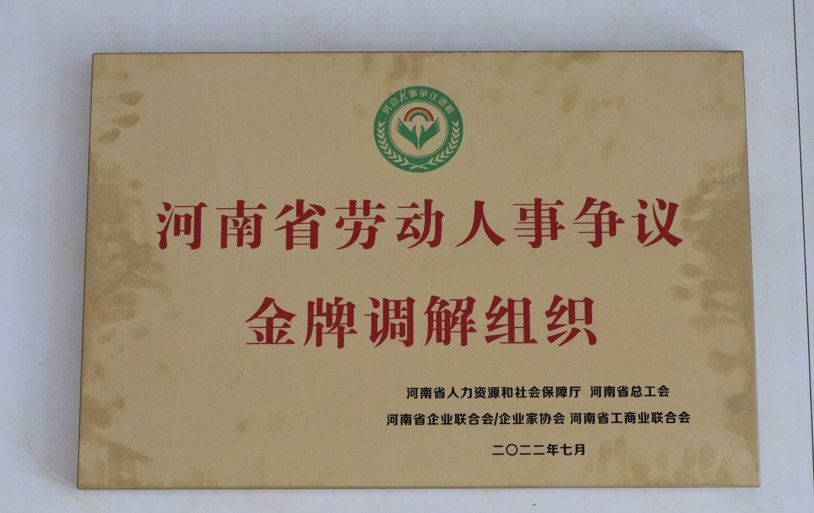 劳动人事争议调解
河南省劳动人事争议
金牌调解组织
河南省人力资源和社会保障厅 河南省总工会
河南省企业联合会/企业家协会 河南省工商业联合会
二〇二二年七月